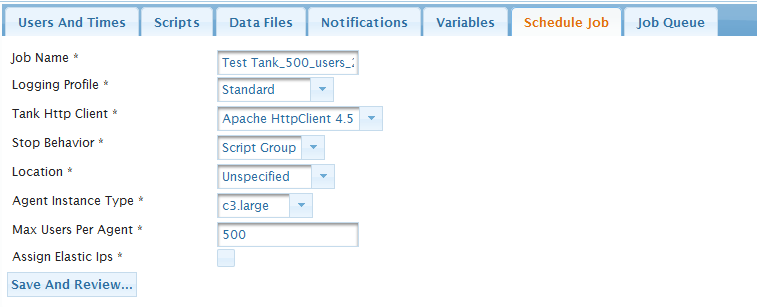 Users And Times Scripts Data Files Notifications Variables Schedule Job Job Queue
Job Name * Test Tank_500_users_
Logging Profile * Standard
Tank Http Client * Apache HttpClient 4.5
Stop Behavior * Script Group
Location * Unspecified
Agent Instance Type * c3.large
Max Users Per Agent * 500
Assign Elastic Ips *
Save And Review...